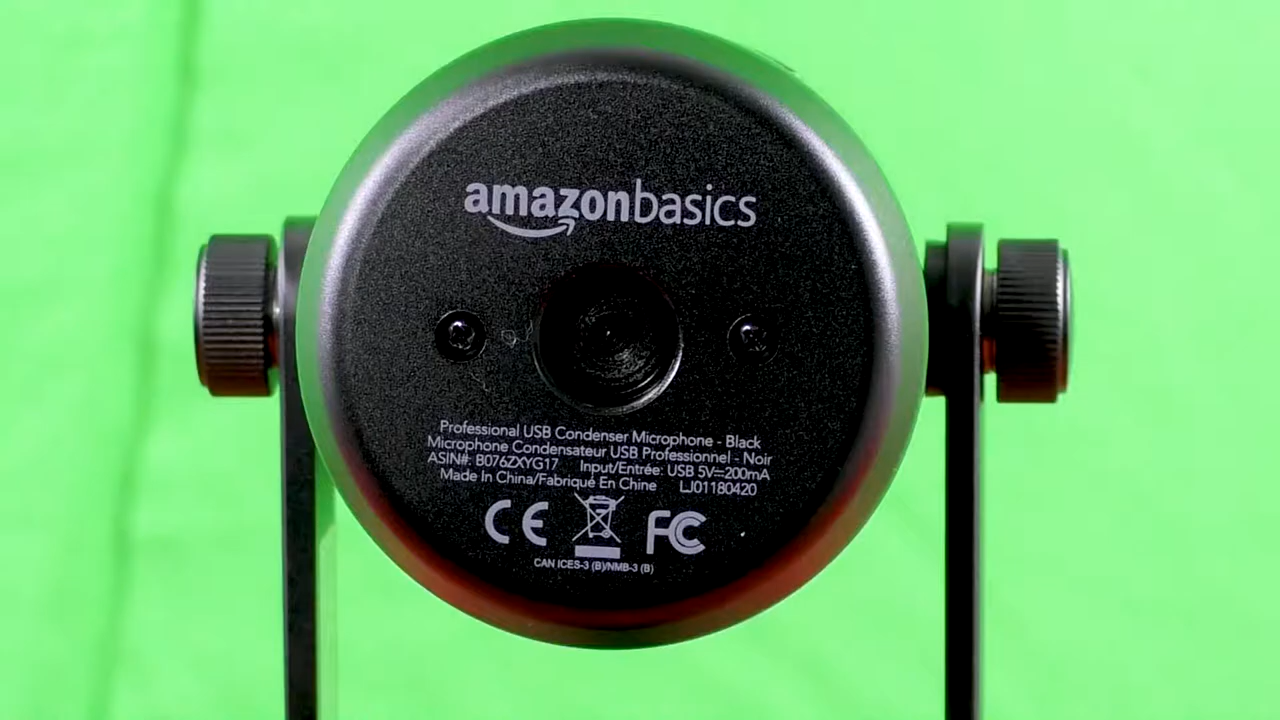 amazonbasics
Professional USB Condenser Microphone - Black
Microphone Condensateur USB Professionnel - Noir
ASIN#: B076ZXYG17 Input/Entrée: USB 5V⎓200mA
Made In China/Fabriqué En Chine LJ01180420
CE FC
CAN ICES-3 (B)/NMB-3 (B)